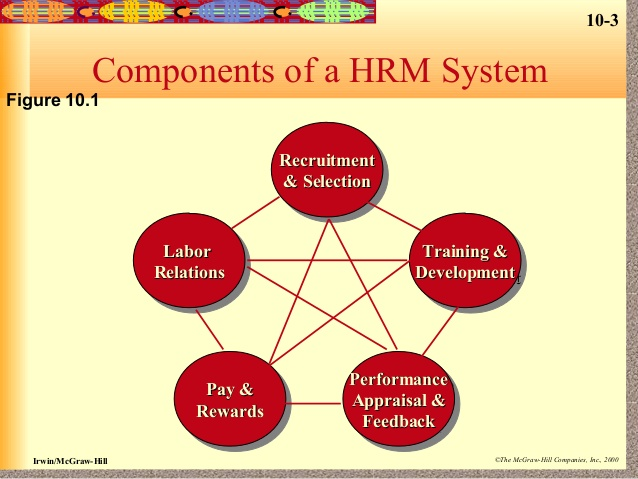 10-3
Components of a HRM System
Figure 10.1
Recruitment
& Selection
Labor
Relations
Training &
Development
Pay &
Rewards
Performance
Appraisal &
Feedback
Irwin/McGraw-Hill
©The McGraw-Hill Companies, Inc., 2000